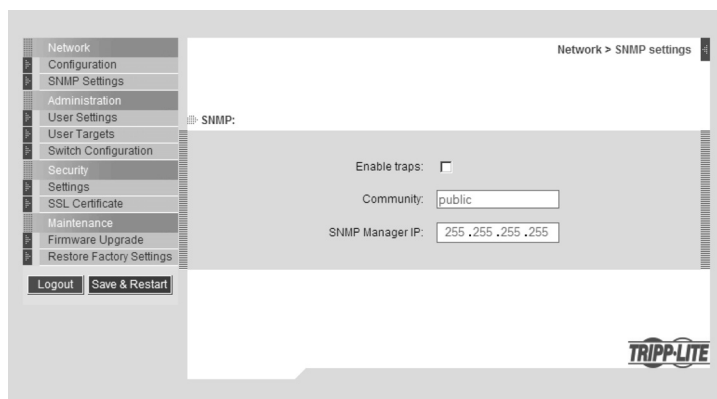 Network
Configuration
SNMP Settings
Administration
User Settings
User Targets
Switch Configuration
Security
Settings
SSL Certificate
Maintenance
Firmware Upgrade
Restore Factory Settings
Logout Save & Restart
Network > SNMP settings
SNMP:
Enable traps:
Community: public
SNMP Manager IP: 255 .255 .255 .255
TRIPP·LITE